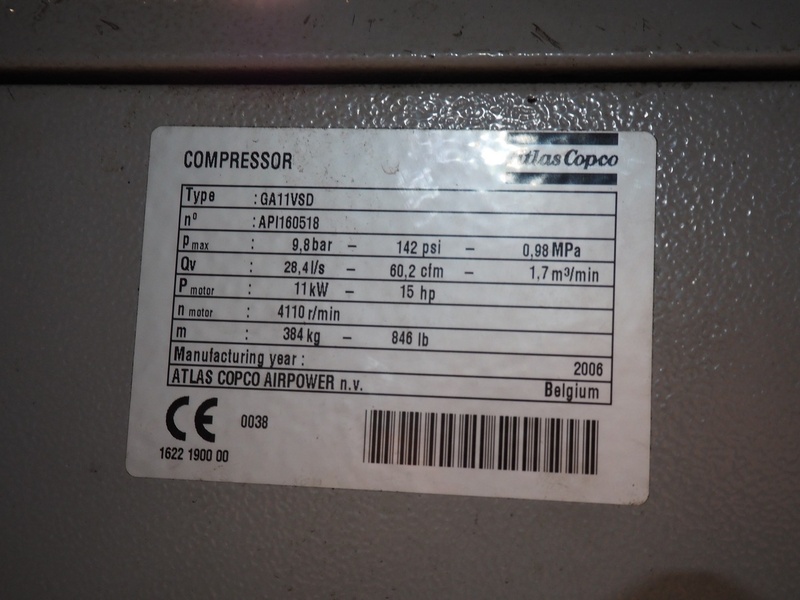 COMPRESSOR
Atlas Copco
Type : GA11VSD
nº : API160518
Pmax : 9,8 bar – 142 psi – 0,98 MPa
Qv : 28,4 l/s – 60,2 cfm – 1,7 m³/min
P motor : 11 kW – 15 hp
n motor : 4110 r/min
m : 384 kg – 846 lb
Manufacturing year : 2006
ATLAS COPCO AIRPOWER n.v. Belgium
CE 0038
1622 1900 00